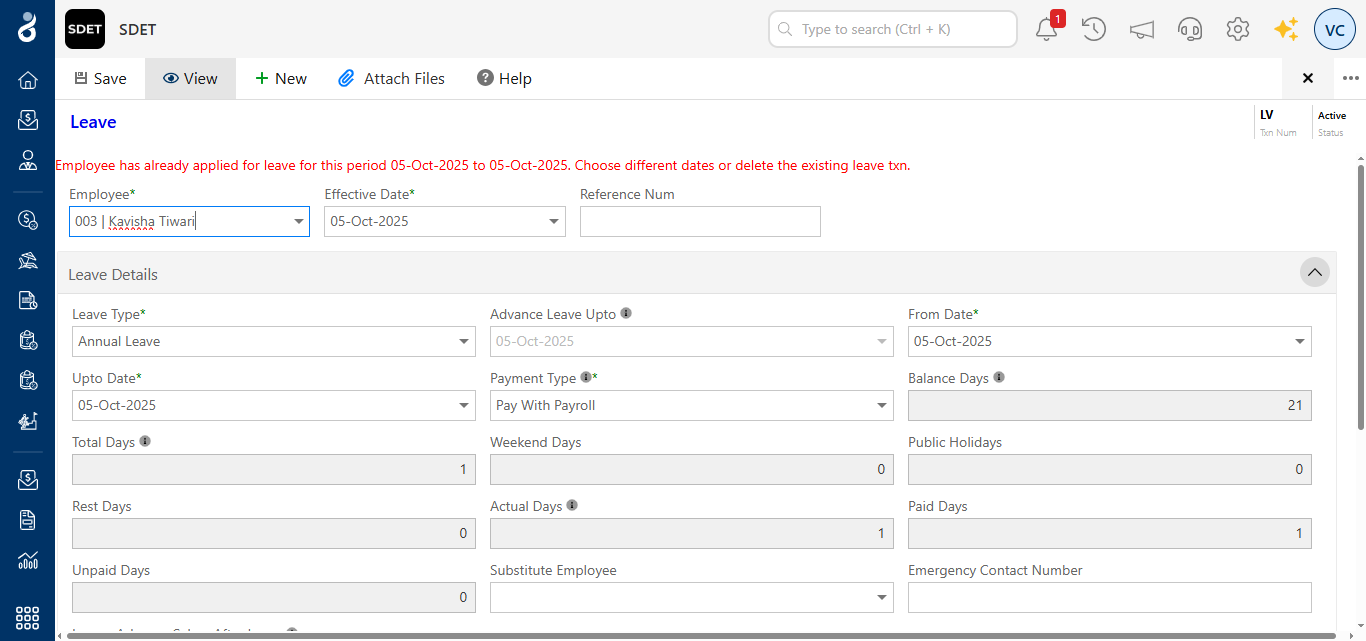 SDET SDET Type to search (Ctrl + K) 1 VC
Save View + New Attach Files ? Help × •••
Leave LV Active
Txn Num Status
Employee has already applied for leave for this period 05-Oct-2025 to 05-Oct-2025. Choose different dates or delete the existing leave txn.
Employee* Effective Date* Reference Num
003 | Kavisha Tiwari 05-Oct-2025
Leave Details
Leave Type* Advance Leave Upto From Date*
Annual Leave 05-Oct-2025 05-Oct-2025
Upto Date* Payment Type * Balance Days
05-Oct-2025 Pay With Payroll 21
Total Days Weekend Days Public Holidays
1 0 0
Rest Days Actual Days Paid Days
0 1 1
Unpaid Days Substitute Employee Emergency Contact Number
0